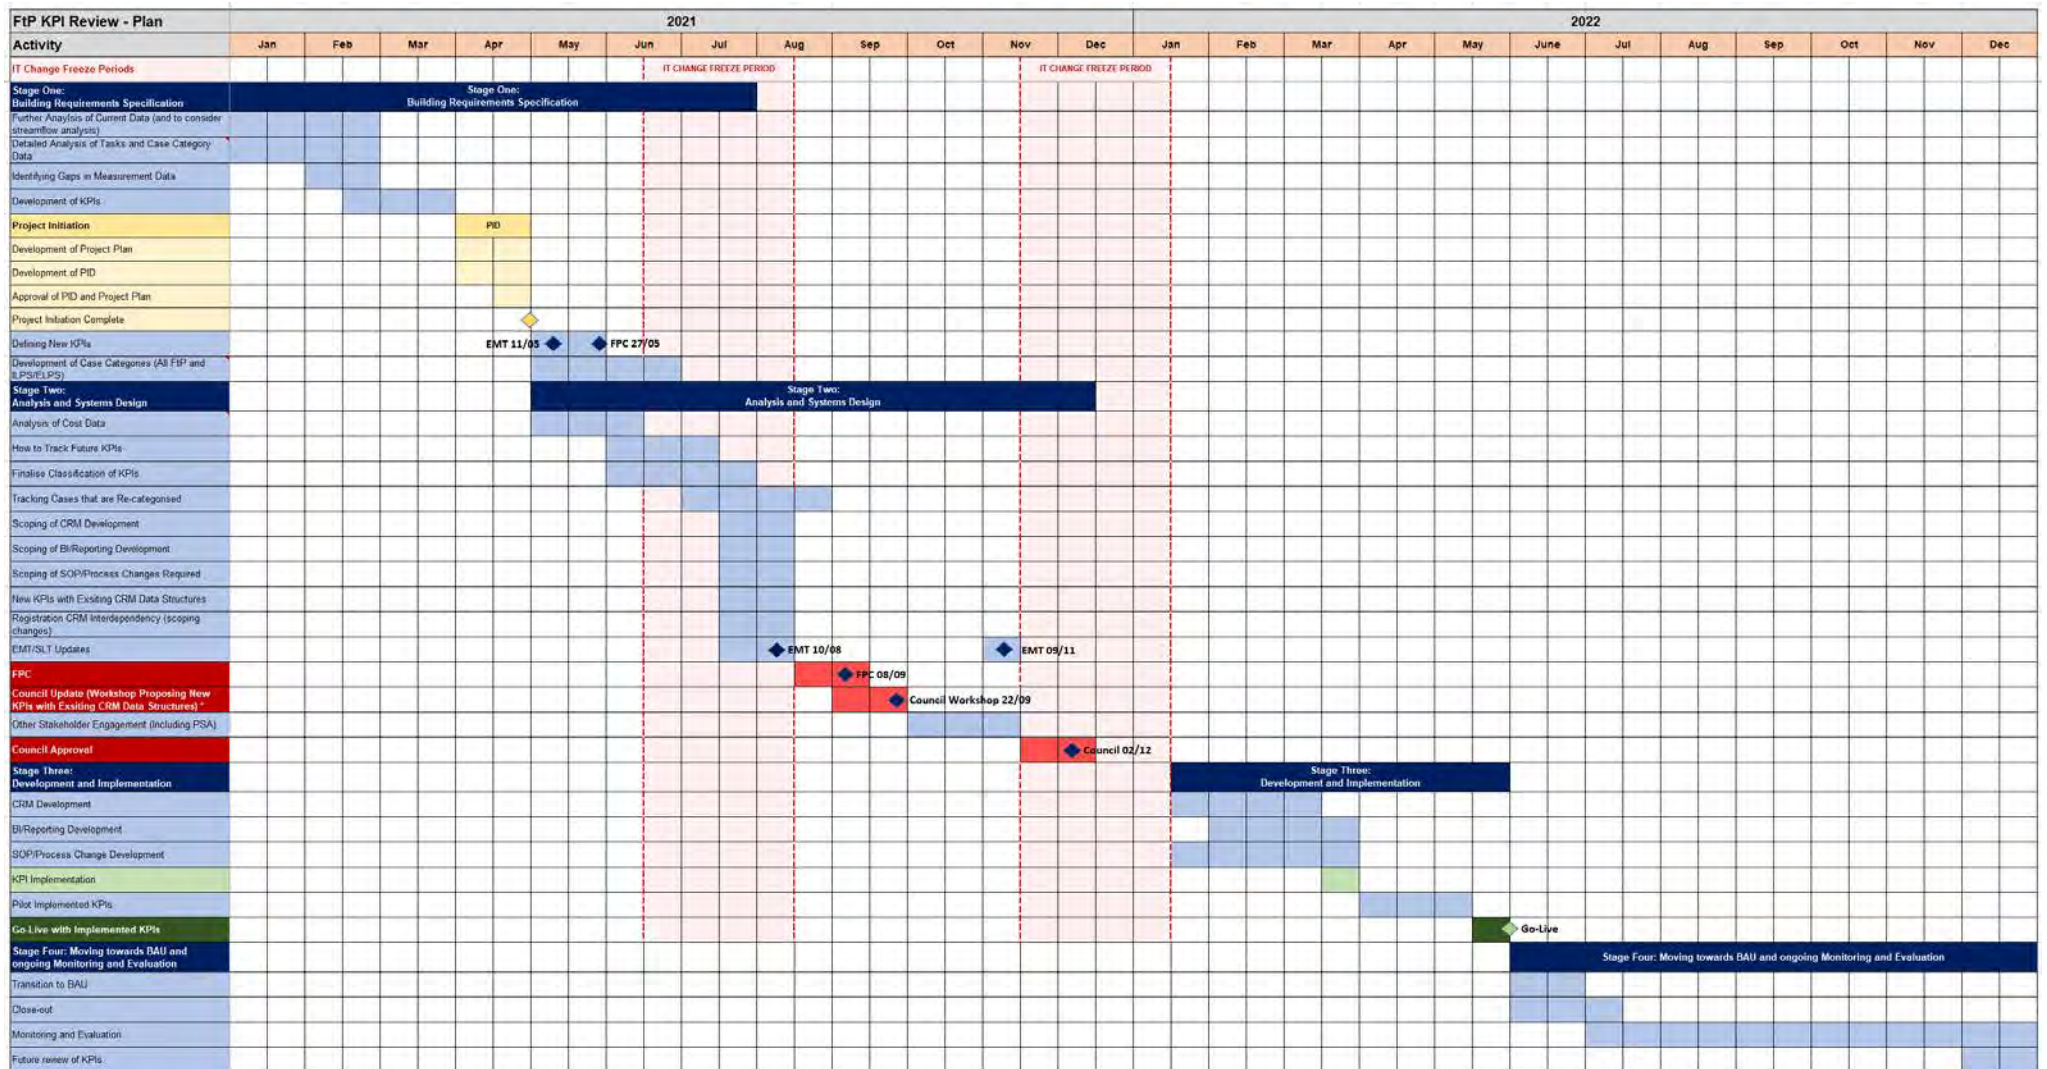 FtP KPI Review - Plan 2021 2022
Activity Jan Feb Mar Apr May Jun Jul Aug Sep Oct Nov Dec Jan Feb Mar Apr May June Jul Aug Sep Oct Nov Dec
IT Change Freeze Periods IT CHANGE FREEZE PERIOD IT CHANGE FREEZE PERIOD
Stage One: Stage One:
Building Requirements Specification Building Requirements Specification
Further Anaylsis of Current Data (and to consider
streamflow analysis)
Detailed Analysis of Tasks and Case Category
Data
Identifying Gaps in Measurement Data
Development of KPIs
Project Initiation PID
Development of Project Plan
Development of PID
Approval of PID and Project Plan
Project Initiation Complete
Defining New KPIs EMT 11/05 FPC 27/05
Development of Case Categories (All FtP and
ILPS/ELPS)
Stage Two: Stage Two:
Analysis and Systems Design Analysis and Systems Design
Analysis of Cost Data
How to Track Future KPIs
Finalise Classification of KPIs
Tracking Cases that are Re-categorised
Scoping of CRM Development
Scoping of BI/Reporting Development
Scoping of SOP/Process Changes Required
New KPIs with Exsiting CRM Data Structures
Registration CRM Interdependency (scoping
changes)
EMT/SLT Updates EMT 10/08 EMT 09/11
FPC FPC 08/09
Council Update (Workshop Proposing New
KPIs with Exsiting CRM Data Structures) * Council Workshop 22/09
Other Stakeholder Engagement (Including PSA)
Council Approval Council 02/12
Stage Three: Stage Three:
Development and Implementation Development and Implementation
CRM Development
BI/Reporting Development
SOP/Process Change Development
KPI Implementation
Pilot Implemented KPIs
Go-Live with Implemented KPIs Go-Live
Stage Four: Moving towards BAU and
ongoing Monitoring and Evaluation Stage Four: Moving towards BAU and ongoing Monitoring and Evaluation
Transition to BAU
Close-out
Monitoring and Evaluation
Future review of KPIs